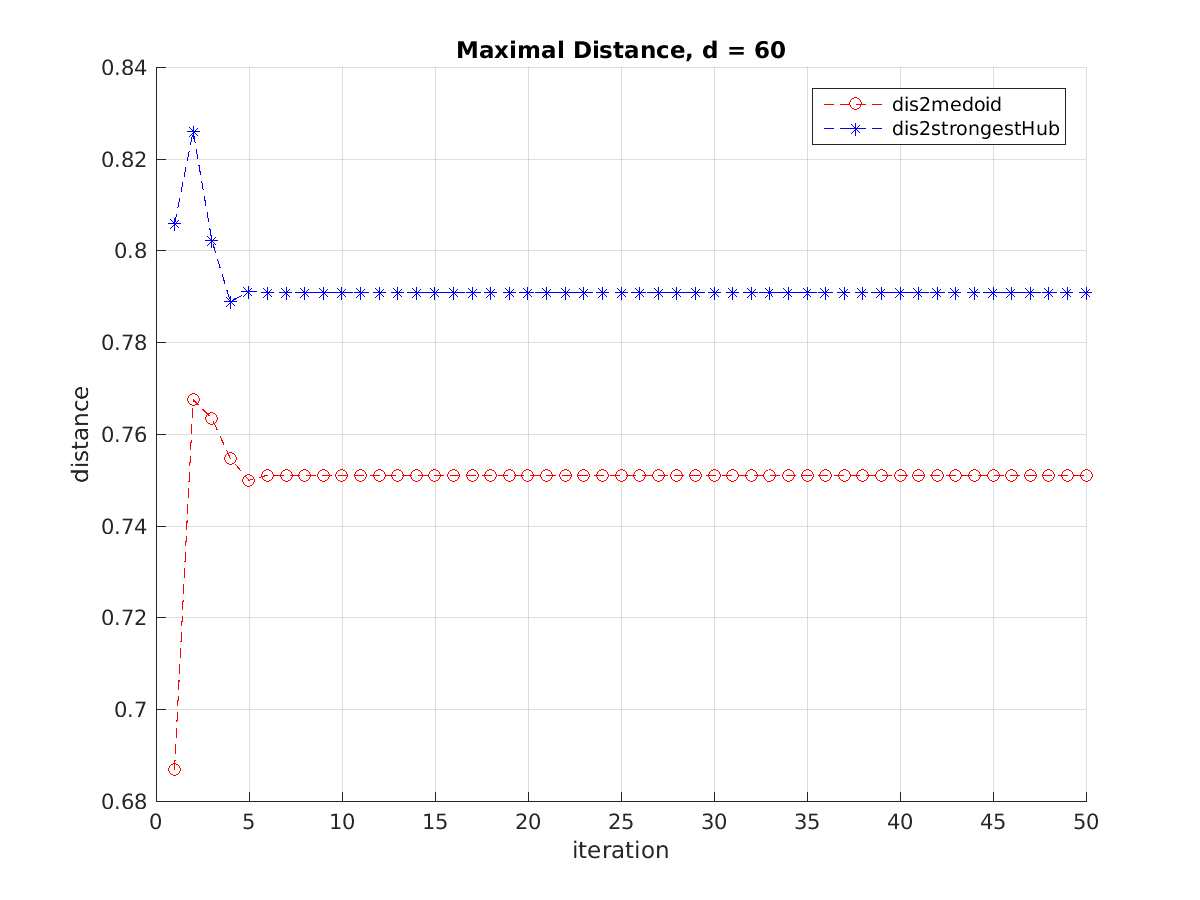 Maximal Distance, d = 60
0.84
0.82
0.8
0.78
0.76
0.74
0.72
0.7
0.68
distance
dis2medoid
dis2strongestHub
0 5 10 15 20 25 30 35 40 45 50
iteration